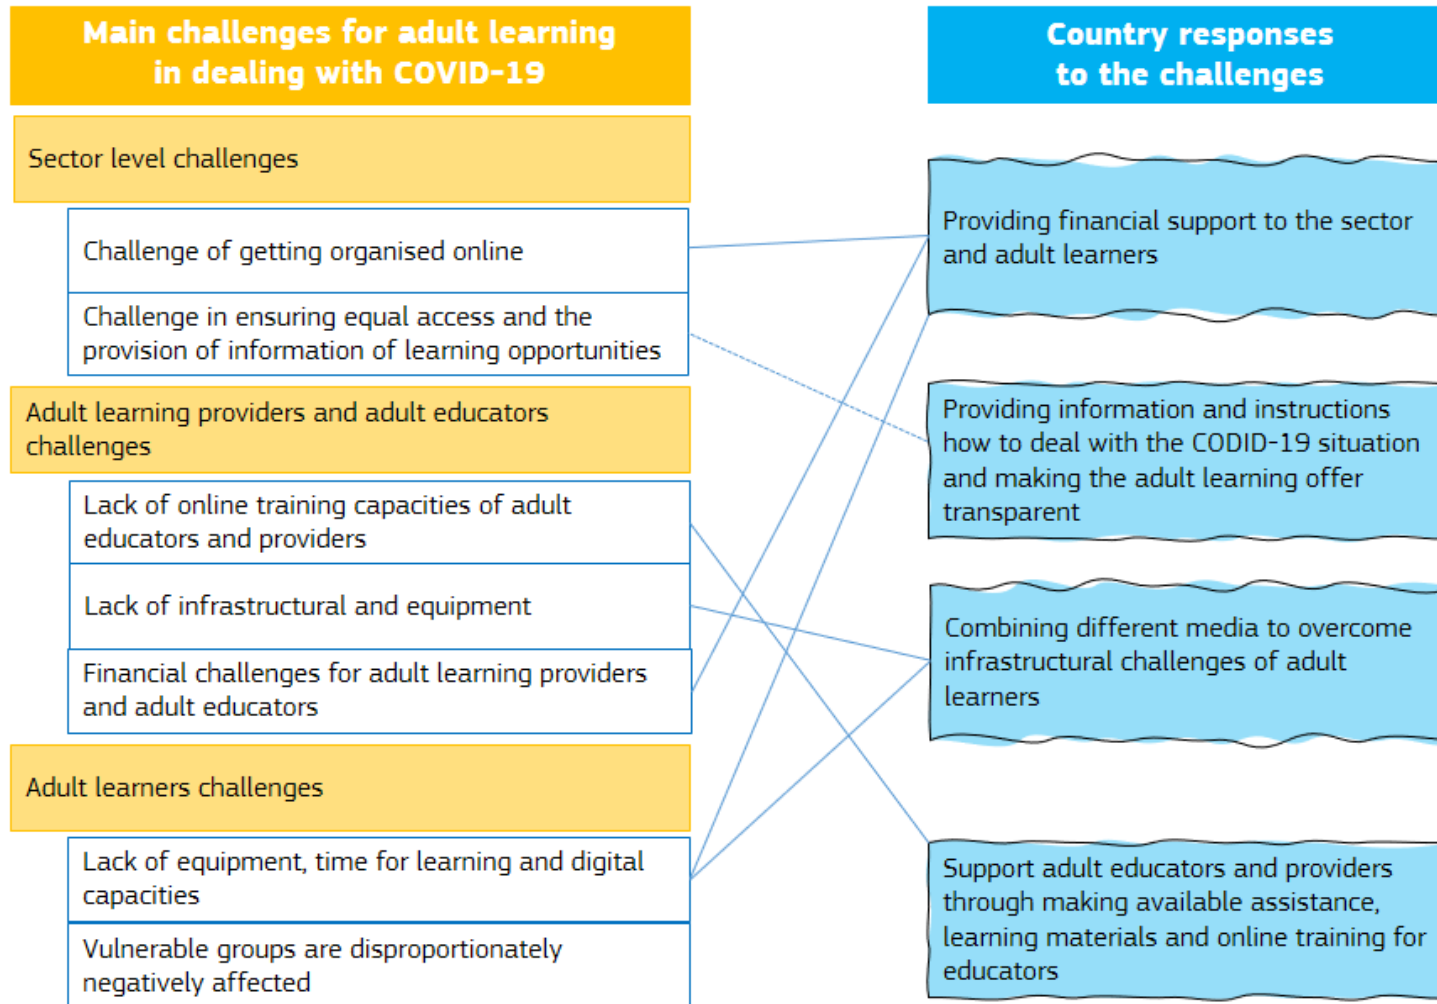 Main challenges for adult learning
in dealing with COVID-19
Sector level challenges
Challenge of getting organised online
Challenge in ensuring equal access and the
provision of information of learning opportunities
Adult learning providers and adult educators
challenges
Lack of online training capacities of adult
educators and providers
Lack of infrastructural and equipment
Financial challenges for adult learning providers
and adult educators
Adult learners challenges
Lack of equipment, time for learning and digital
capacities
Vulnerable groups are disproportionately
negatively affected
Country responses
to the challenges
Providing financial support to the sector
and adult learners
Providing information and instructions
how to deal with the CODID-19 situation
and making the adult learning offer
transparent
Combining different media to overcome
infrastructural challenges of adult
learners
Support adult educators and providers
through making available assistance,
learning materials and online training for
educators